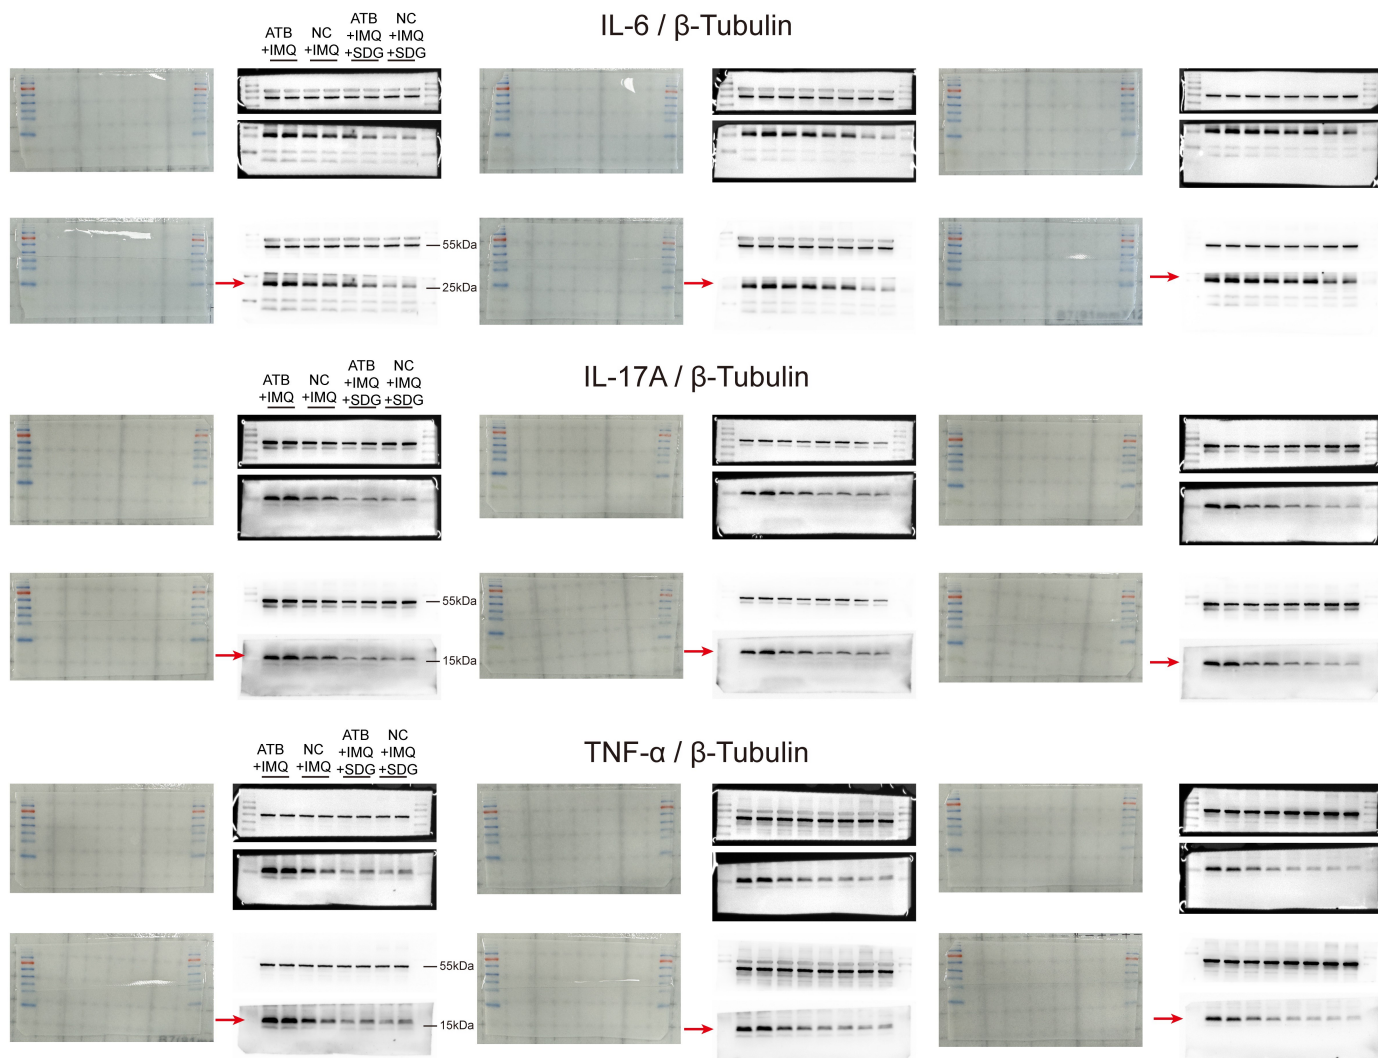 IL-6 / β-Tubulin
ATB
+IMQ
NC
+IMQ
ATB
+IMQ
+SDG
NC
+IMQ
+SDG
55kDa
25kDa
IL-17A / β-Tubulin
ATB
+IMQ
NC
+IMQ
ATB
+IMQ
+SDG
NC
+IMQ
+SDG
55kDa
15kDa
TNF-α / β-Tubulin
ATB
+IMQ
NC
+IMQ
ATB
+IMQ
+SDG
NC
+IMQ
+SDG
55kDa
15kDa